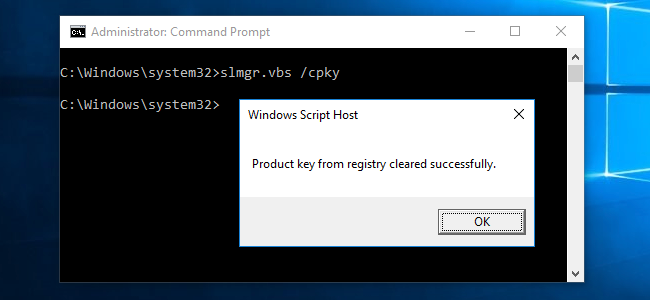 Administrator: Command Prompt
C:\Windows\system32>slmgr.vbs /cpky
C:\Windows\system32>
Windows Script Host
Product key from registry cleared successfully.
OK